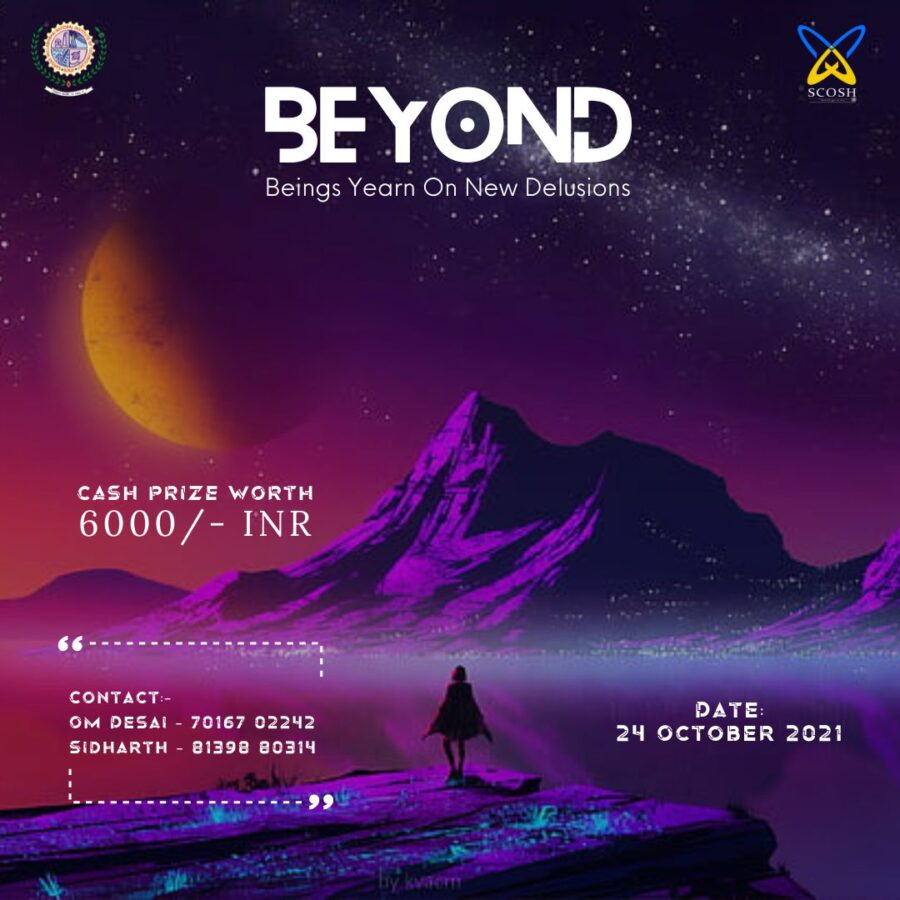 SCOSH
BEYOND
Beings Yearn On New Delusions
CASH PRIZE WORTH
6000/- INR
“
CONTACT:-
OM DESAI - 70167 02242
SIDHARTH - 81398 80314
”
DATE:
24 OCTOBER 2021
by kvacm